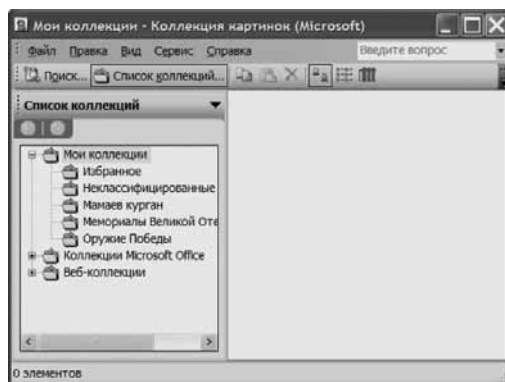 Мои коллекции - Коллекция картинок (Microsoft)
Файл Правка Вид Сервис Справка Введите вопрос
Поиск... Список коллекций...
Список коллекций
Мои коллекции
Избранное
Неклассифицированные
Мамаев курган
Мемориалы Великой Оте
Оружие Победы
Коллекции Microsoft Office
Веб-коллекции
0 элементов